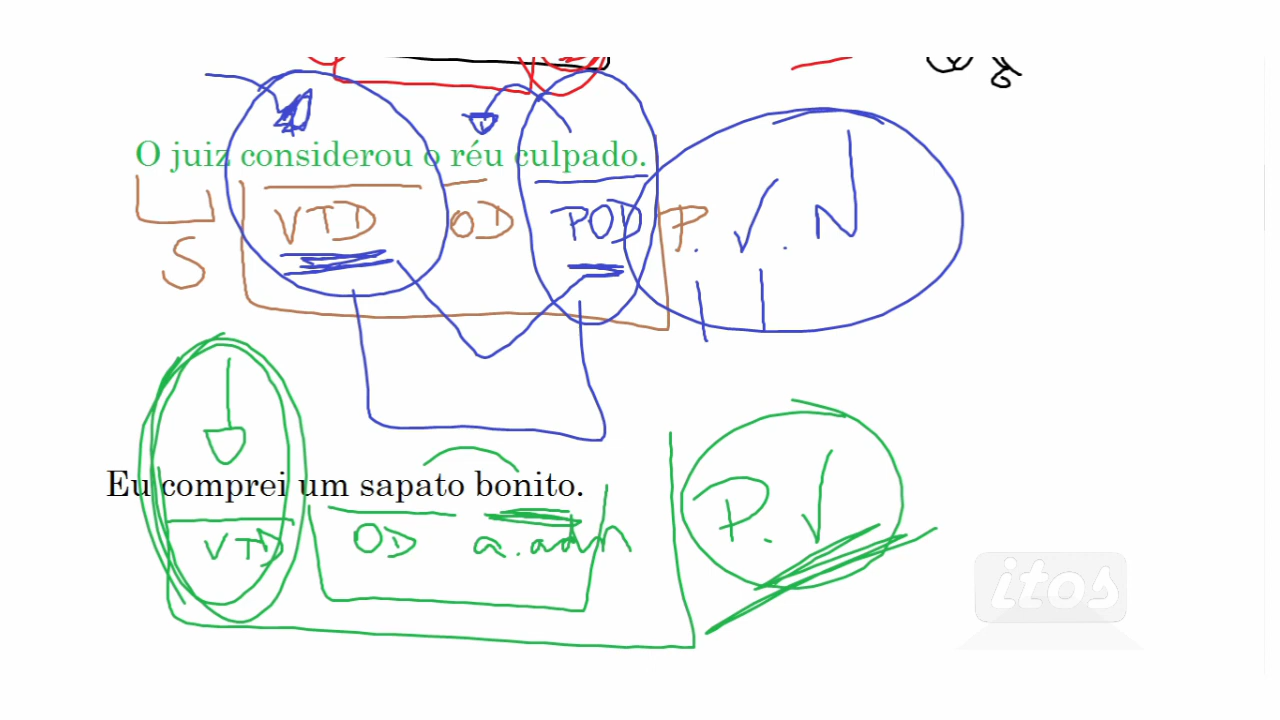 O juiz considerou o réu culpado.
S VTD OD POD P. V. N
Eu comprei um sapato bonito.
VTD OD a.adn P. V
itos